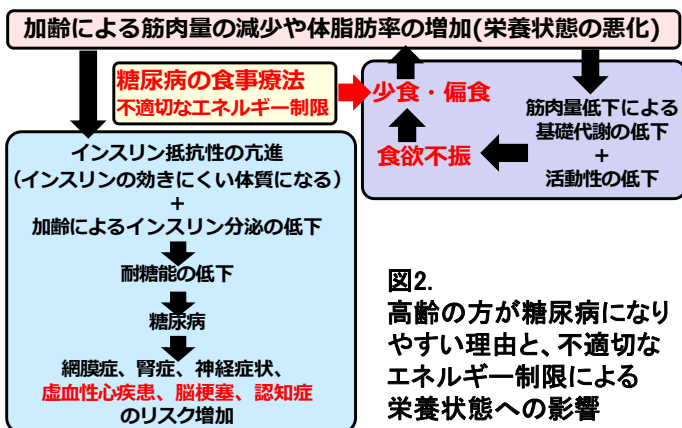 加齢による筋肉量の減少や体脂肪率の増加(栄養状態の悪化)
糖尿病の食事療法
不適切なエネルギー制限
少食・偏食
食欲不振
筋肉量低下による
基礎代謝の低下
+
活動性の低下
インスリン抵抗性の亢進
（インスリンの効きにくい体質になる）
+
加齢によるインスリン分泌の低下
耐糖能の低下
糖尿病
網膜症、腎症、神経症状、
虚血性心疾患、脳梗塞、認知症
のリスク増加
図2.
高齢の方が糖尿病になり
やすい理由と、不適切な
エネルギー制限による
栄養状態への影響